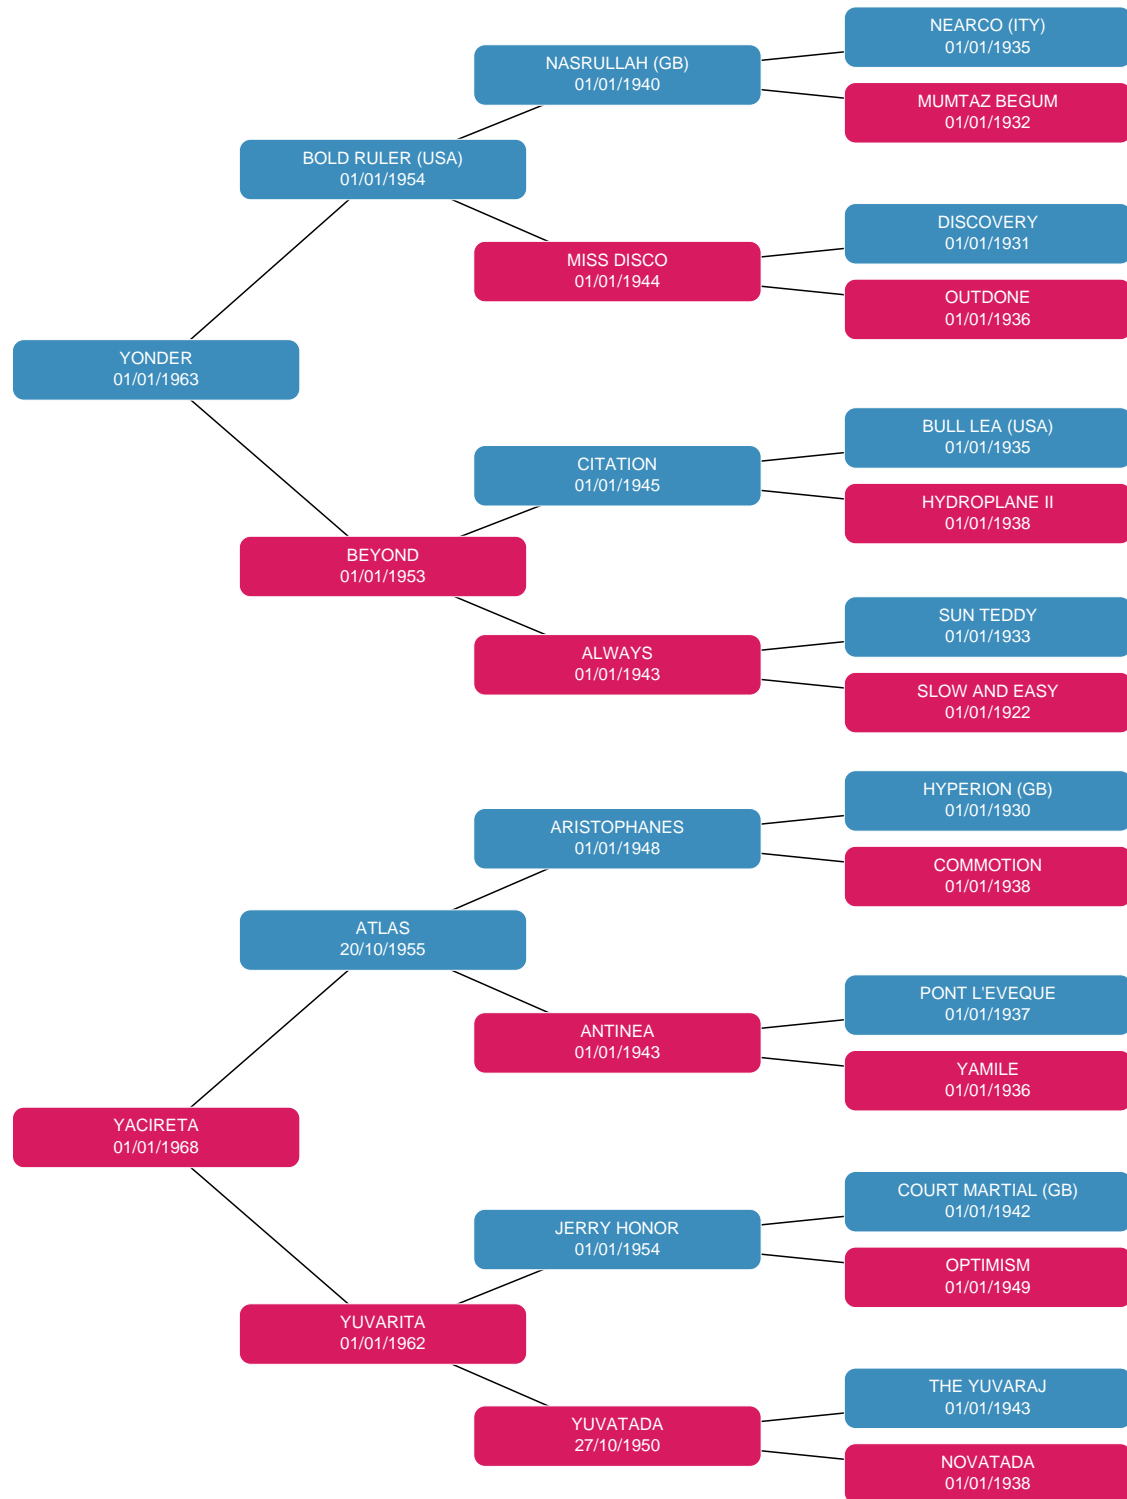 NEARCO (ITY)
01/01/1935
NASRULLAH (GB)
01/01/1940
MUMTAZ BEGUM
01/01/1932
BOLD RULER (USA)
01/01/1954
DISCOVERY
01/01/1931
MISS DISCO
01/01/1944
OUTDONE
01/01/1936
YONDER
01/01/1963
BULL LEA (USA)
01/01/1935
CITATION
01/01/1945
HYDROPLANE II
01/01/1938
BEYOND
01/01/1953
SUN TEDDY
01/01/1933
ALWAYS
01/01/1943
SLOW AND EASY
01/01/1922
HYPERION (GB)
01/01/1930
ARISTOPHANES
01/01/1948
COMMOTION
01/01/1938
ATLAS
20/10/1955
PONT L'EVEQUE
01/01/1937
ANTINEA
01/01/1943
YAMILE
01/01/1936
YACIRETA
01/01/1968
COURT MARTIAL (GB)
01/01/1942
JERRY HONOR
01/01/1954
OPTIMISM
01/01/1949
YUVARITA
01/01/1962
THE YUVARAJ
01/01/1943
YUVATADA
27/10/1950
NOVATADA
01/01/1938